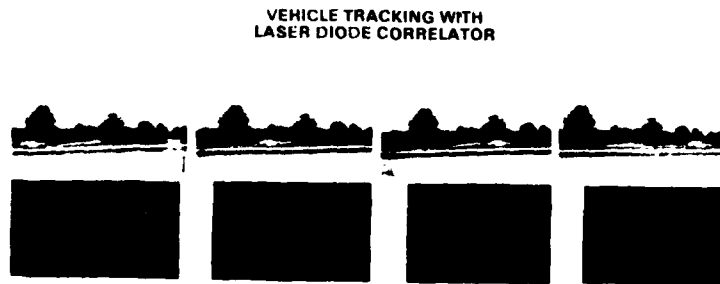 VEHICLE TRACKING WITH
LASER DIODE CORRELATOR